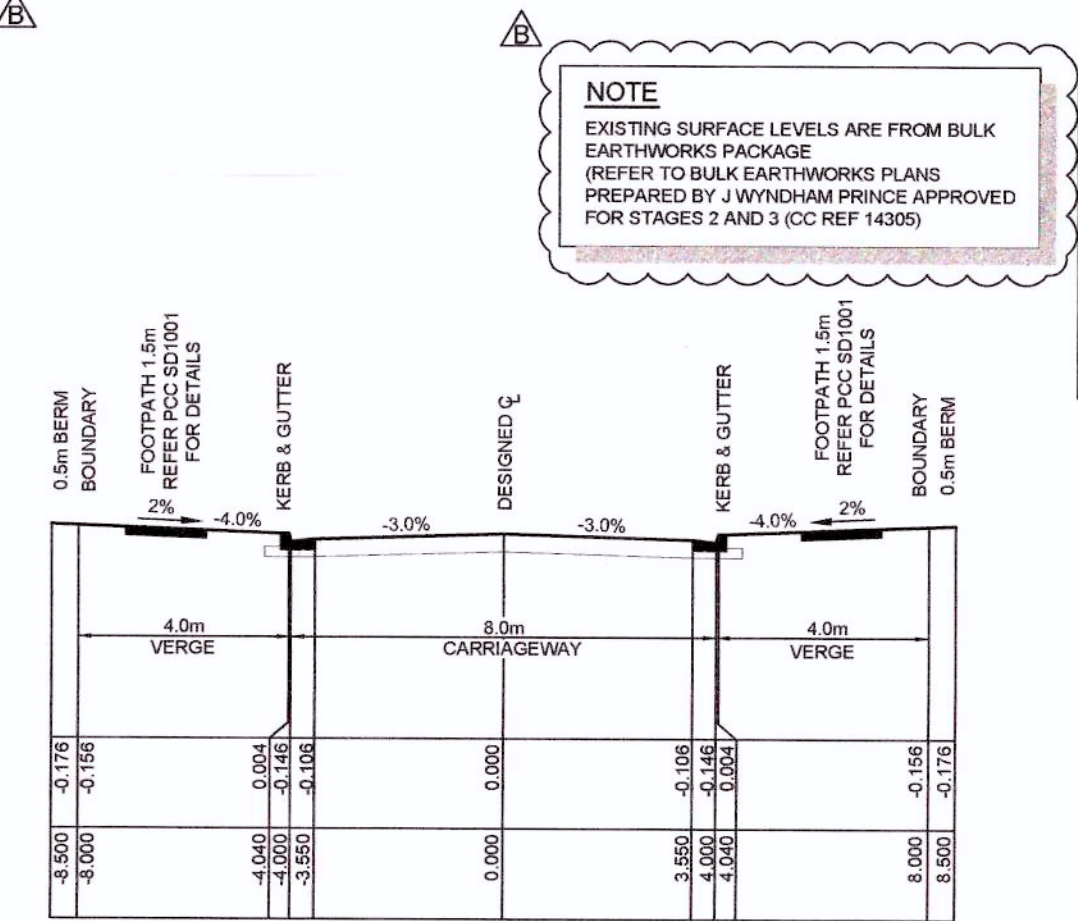 B
B
NOTE
EXISTING SURFACE LEVELS ARE FROM BULK
EARTHWORKS PACKAGE
(REFER TO BULK EARTHWORKS PLANS
PREPARED BY J WYNDHAM PRINCE APPROVED
FOR STAGES 2 AND 3 (CC REF 14305)
0.5m BERM
BOUNDARY
FOOTPATH 1.5m
REFER PCC SD1001
FOR DETAILS
KERB & GUTTER
DESIGNED ℄
KERB & GUTTER
FOOTPATH 1.5m
REFER PCC SD1001
FOR DETAILS
BOUNDARY
0.5m BERM
2%
-4.0%
-3.0%
-3.0%
-4.0%
2%
4.0m
VERGE
8.0m
CARRIAGEWAY
4.0m
VERGE
-0.176
-0.156
0.004
-0.146
-0.106
0.000
-0.106
-0.146
0.004
-0.156
-0.176
-8.500
-8.000
-4.040
-4.000
-3.550
0.000
3.550
4.000
4.040
8.000
8.500